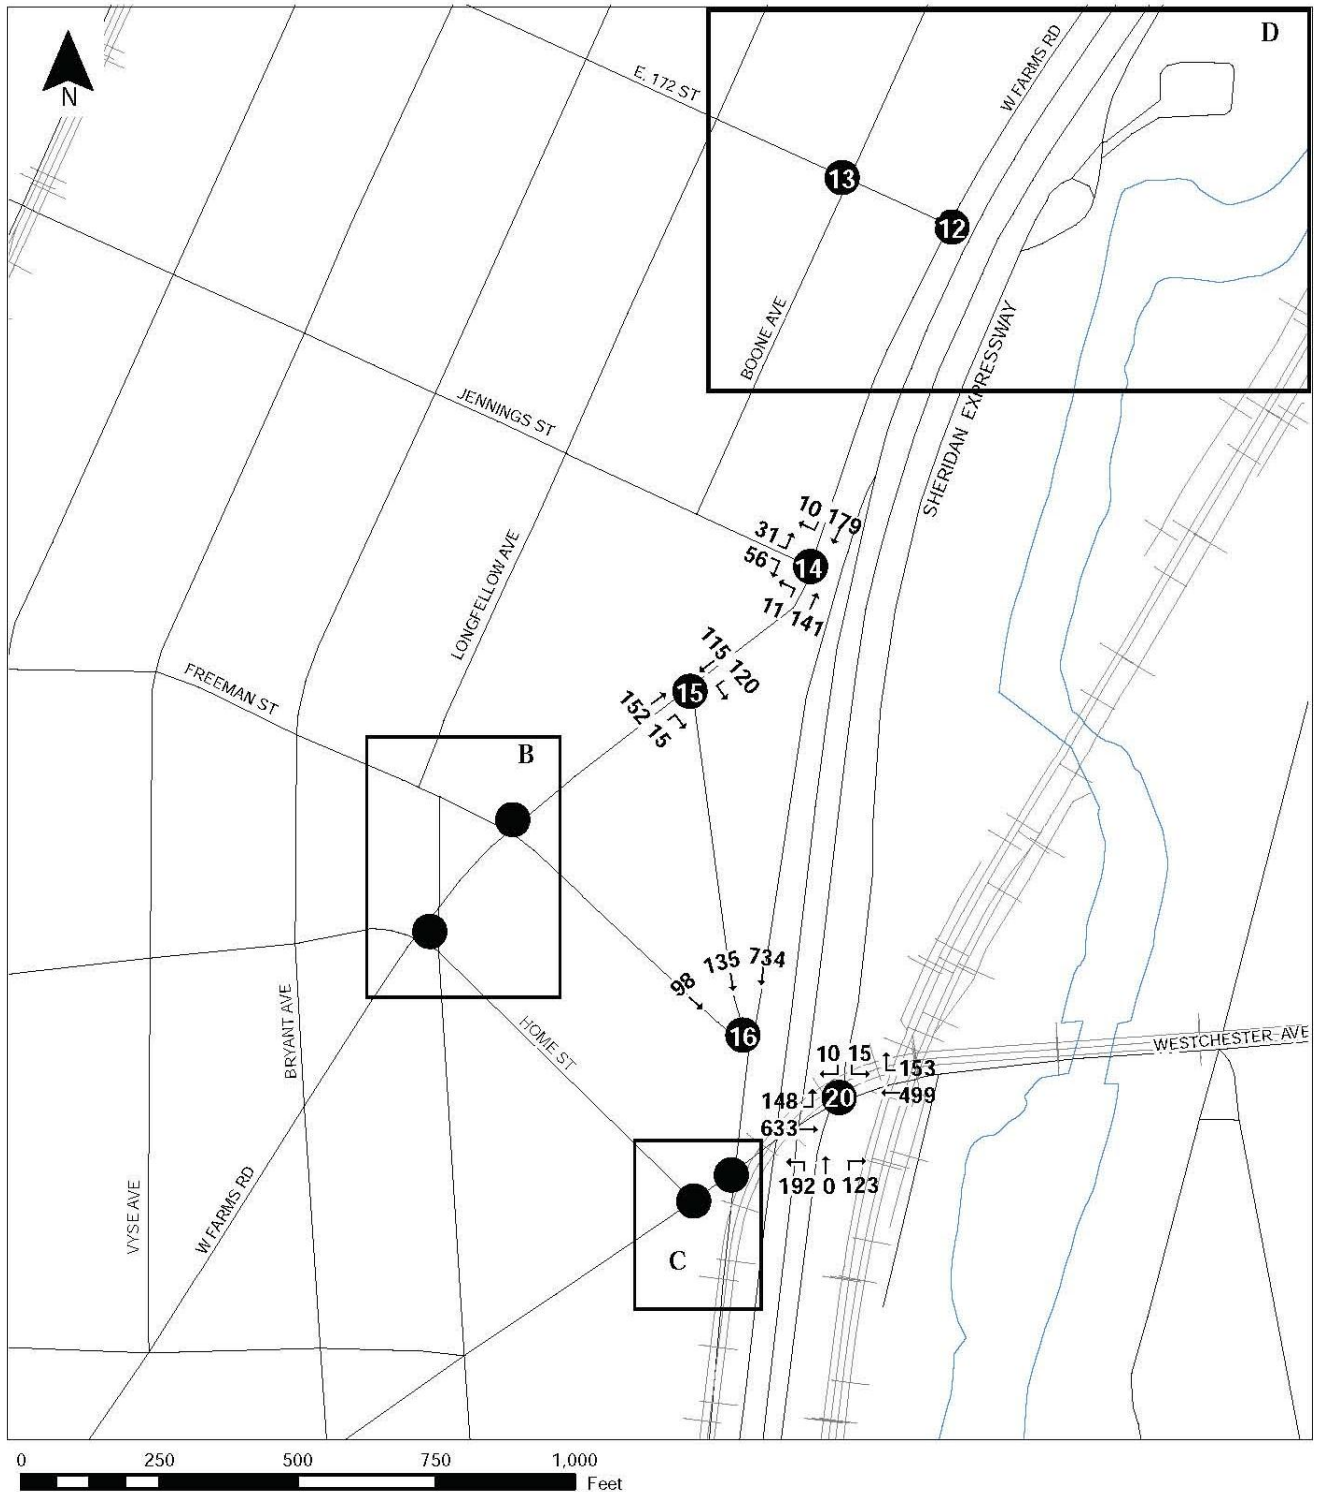 D
N
E. 172 ST
W FARMS RD
13
12
BOONE AVE
SHERIDAN EXPRESSWAY
JENNINGS ST
10 179
31
56
14
11 141
LONGFELLOW AVE
115 120
15
152 15
FREEMAN ST
B
98
135 734
16
HOME ST
BRYANT AVE
WESTCHESTER AVE
10 15
153
148
20
499
633
192 0 123
VYSE AVE
W FARMS RD
C
0 250 500 750 1,000
Feet